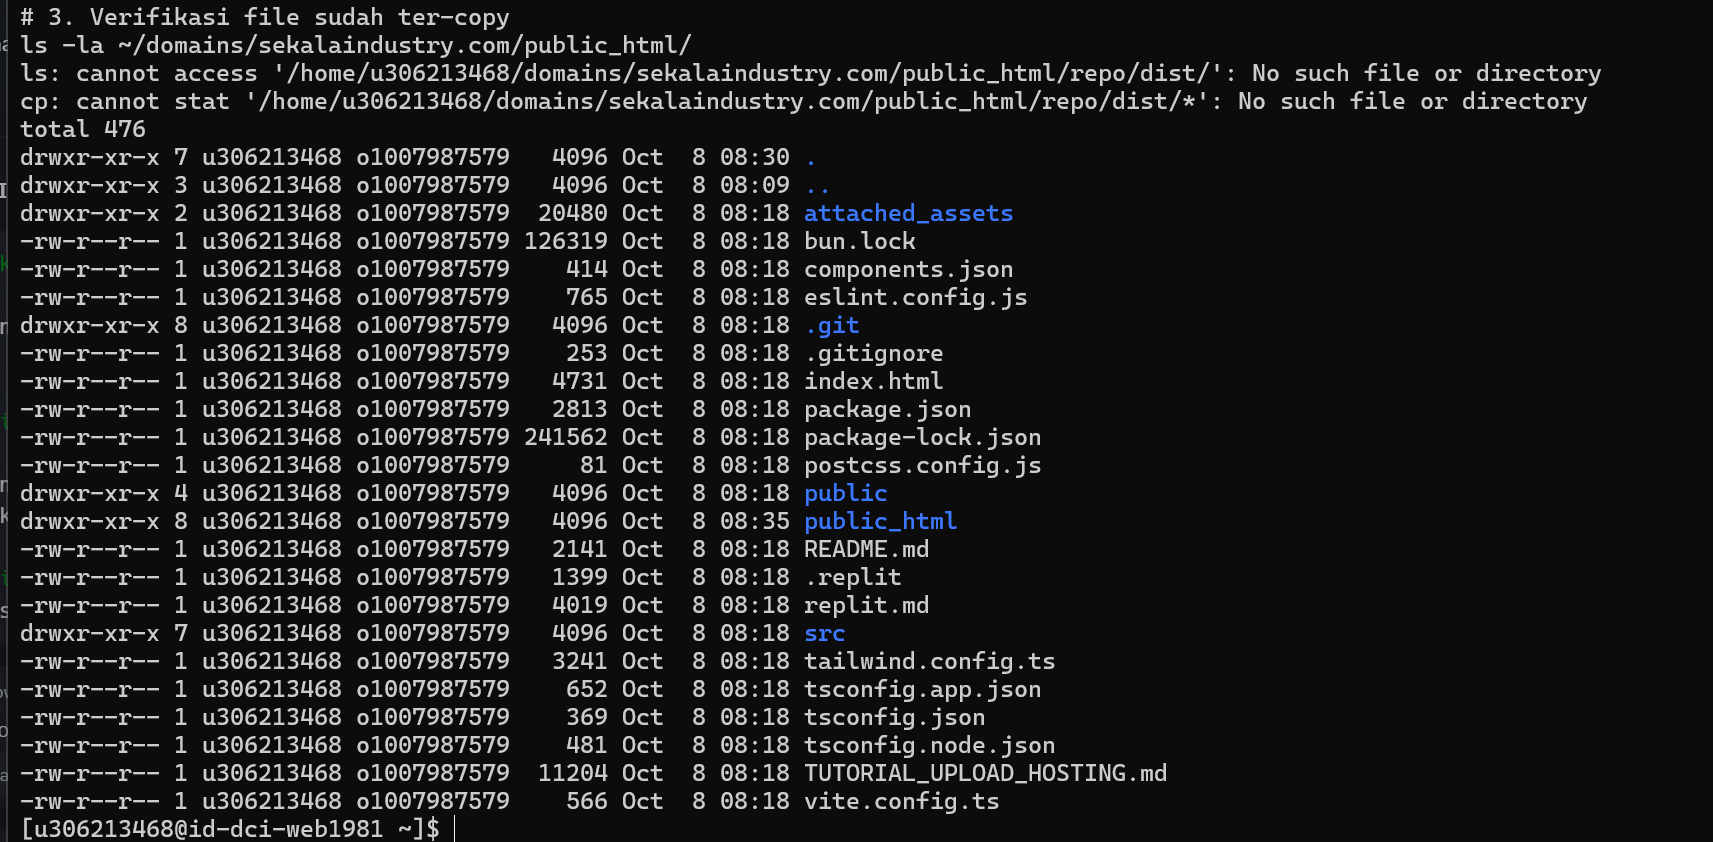 # 3. Verifikasi file sudah ter-copy
ls -la ~/domains/sekalaindustry.com/public_html/
ls: cannot access '/home/u306213468/domains/sekalaindustry.com/public_html/repo/dist/': No such file or directory
cp: cannot stat '/home/u306213468/domains/sekalaindustry.com/public_html/repo/dist/*': No such file or directory
total 476
drwxr-xr-x 7 u306213468 o1007987579   4096 Oct  8 08:30 .
drwxr-xr-x 3 u306213468 o1007987579   4096 Oct  8 08:09 ..
drwxr-xr-x 2 u306213468 o1007987579  20480 Oct  8 08:18 attached_assets
-rw-r--r-- 1 u306213468 o1007987579 126319 Oct  8 08:18 bun.lock
-rw-r--r-- 1 u306213468 o1007987579    414 Oct  8 08:18 components.json
-rw-r--r-- 1 u306213468 o1007987579    765 Oct  8 08:18 eslint.config.js
drwxr-xr-x 8 u306213468 o1007987579   4096 Oct  8 08:18 .git
-rw-r--r-- 1 u306213468 o1007987579    253 Oct  8 08:18 .gitignore
-rw-r--r-- 1 u306213468 o1007987579   4731 Oct  8 08:18 index.html
-rw-r--r-- 1 u306213468 o1007987579   2813 Oct  8 08:18 package.json
-rw-r--r-- 1 u306213468 o1007987579 241562 Oct  8 08:18 package-lock.json
-rw-r--r-- 1 u306213468 o1007987579     81 Oct  8 08:18 postcss.config.js
drwxr-xr-x 4 u306213468 o1007987579   4096 Oct  8 08:18 public
drwxr-xr-x 8 u306213468 o1007987579   4096 Oct  8 08:35 public_html
-rw-r--r-- 1 u306213468 o1007987579   2141 Oct  8 08:18 README.md
-rw-r--r-- 1 u306213468 o1007987579   1399 Oct  8 08:18 .replit
-rw-r--r-- 1 u306213468 o1007987579   4019 Oct  8 08:18 replit.md
drwxr-xr-x 7 u306213468 o1007987579   4096 Oct  8 08:18 src
-rw-r--r-- 1 u306213468 o1007987579   3241 Oct  8 08:18 tailwind.config.ts
-rw-r--r-- 1 u306213468 o1007987579    652 Oct  8 08:18 tsconfig.app.json
-rw-r--r-- 1 u306213468 o1007987579    369 Oct  8 08:18 tsconfig.json
-rw-r--r-- 1 u306213468 o1007987579    481 Oct  8 08:18 tsconfig.node.json
-rw-r--r-- 1 u306213468 o1007987579  11204 Oct  8 08:18 TUTORIAL_UPLOAD_HOSTING.md
-rw-r--r-- 1 u306213468 o1007987579    566 Oct  8 08:18 vite.config.ts
[u306213468@id-dci-web1981 ~]$